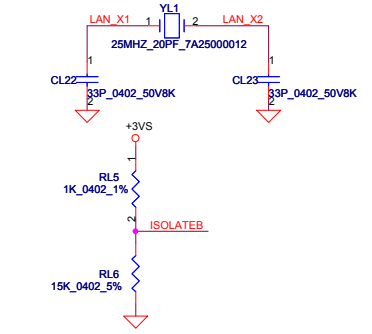 YL1
LAN_X1 1 2 LAN_X2
25MHZ_20PF_7A25000012
1 1
CL22 CL23
33P_0402_50V8K 33P_0402_50V8K
2 2
+3VS
1
RL5
1K_0402_1%
2
ISOLATEB
RL6
15K_0402_5%